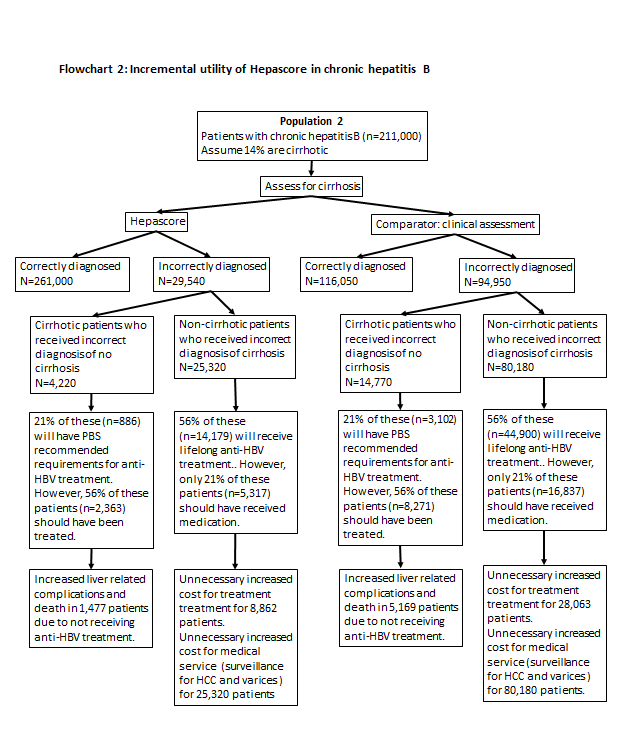 Flowchart 2: Incremental utility of Hepascore in chronic hepatitis B
Population 2
Patients with chronic hepatitis B (n=211,000)
Assume 14% are cirrhotic
Assess for cirrhosis
Hepascore
Comparator: clinical assessment
Correctly diagnosed
N=261,000
Incorrectly diagnosed
N=29,540
Correctly diagnosed
N=116,050
Incorrectly diagnosed
N=94,950
Cirrhotic patients who
received incorrect
diagnosis of no
cirrhosis
N=4,220
Non-cirrhotic patients
who received incorrect
diagnosis of cirrhosis
N=25,320
Cirrhotic patients who
received incorrect
diagnosis of no
cirrhosis
N=14,770
Non-cirrhotic patients
who received incorrect
diagnosis of cirrhosis
N=80,180
21% of these (n=886)
will have PBS
recommended
requirements for anti-
HBV treatment.
However, 56% of these
patients (n=2,363)
should have been
treated.
56% of these
(n=14,179) will receive
lifelong anti-HBV
treatment.. However,
only 21% of these
patients (n=5,317)
should have received
medication.
21% of these (n=3,102)
will have PBS
recommended
requirements for anti-
HBV treatment.
However, 56% of these
patients (n=8,271)
should have been
treated.
56% of these
(n=44,900) will receive
lifelong anti-HBV
treatment.. However,
only 21% of these
patients (n=16,837)
should have received
medication.
Increased liver related
complications and
death in 1,477 patients
due to not receiving
anti-HBV treatment.
Unnecessary increased
cost for treatment
treatment for 8,862
patients.
Unnecessary increased
cost for medical
service (surveillance
for HCC and varices)
for 25,320 patients
Increased liver related
complications and
death in 5,169 patients
due to not receiving
anti-HBV treatment.
Unnecessary increased
cost for treatment
treatment for 28,063
patients.
Unnecessary increased
cost for medical
service (surveillance
for HCC and varices)
for 80,180 patients.